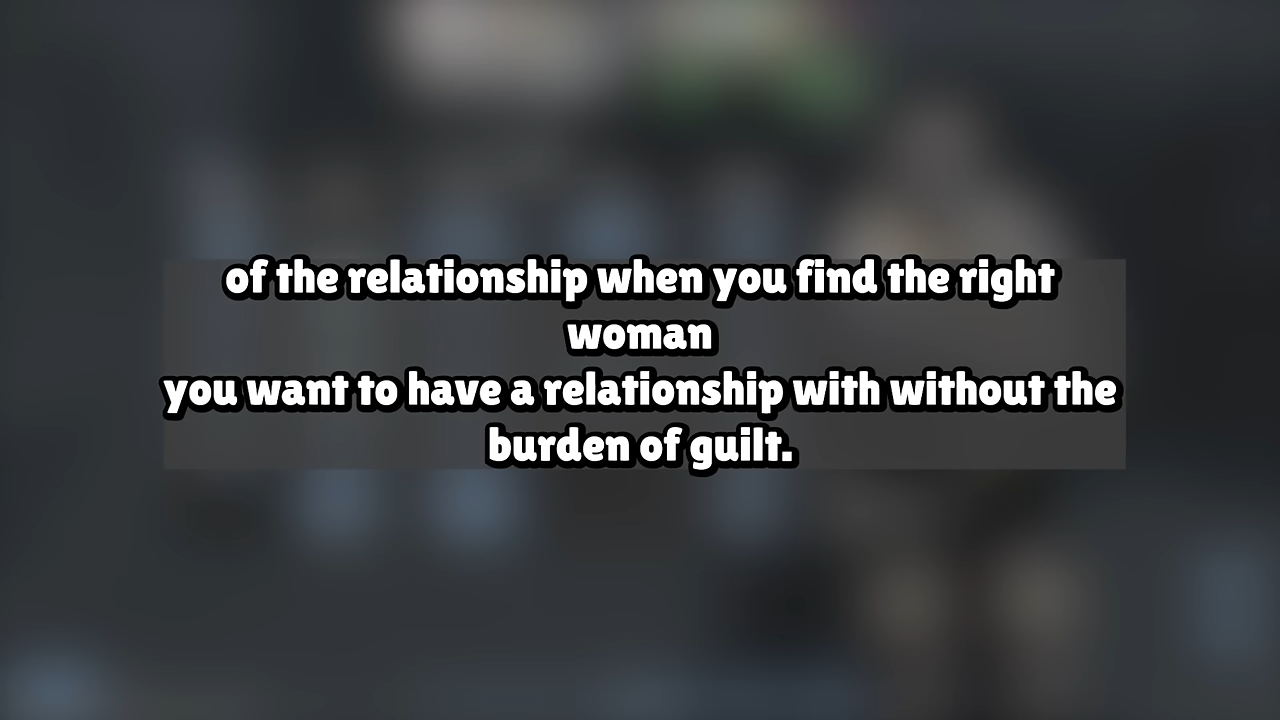 of the relationship when you find the right
woman
you want to have a relationship with without the
burden of guilt.